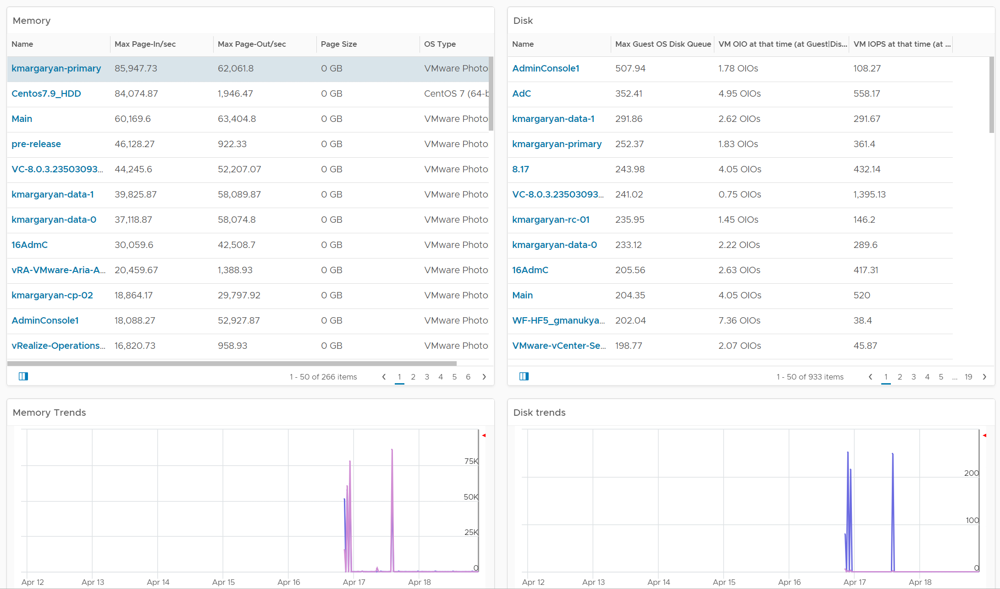 Memory
Name Max Page-In/sec Max Page-Out/sec Page Size OS Type
kmargaryan-primary 85,947.73 62,061.8 0 GB VMware Photo
Centos7.9_HDD 84,074.87 1,946.47 0 GB CentOS 7 (64-b
Main 60,169.6 63,404.8 0 GB VMware Photo
pre-release 46,128.27 922.33 0 GB VMware Photo
VC-8.0.3.23503093... 44,245.6 52,207.07 0 GB VMware Photo
kmargaryan-data-1 39,825.87 58,089.87 0 GB VMware Photo
kmargaryan-data-0 37,118.87 58,074.8 0 GB VMware Photo
16AdmC 30,059.6 42,508.7 0 GB VMware Photo
vRA-VMware-Aria-A... 20,459.67 1,388.93 0 GB VMware Photo
kmargaryan-cp-02 18,864.17 29,797.92 0 GB VMware Photo
AdminConsole1 18,088.27 52,927.87 0 GB VMware Photo
vRealize-Operations... 16,820.73 958.93 0 GB VMware Photo
1 - 50 of 266 items 1 2 3 4 5 6
Disk
Name Max Guest OS Disk Queue VM OIO at that time (at Guest|Dis... VM IOPS at that time (at ...
AdminConsole1 507.94 1.78 OIOs 108.27
AdC 352.41 4.95 OIOs 558.17
kmargaryan-data-1 291.86 2.62 OIOs 291.67
kmargaryan-primary 252.37 1.83 OIOs 361.4
8.17 243.98 4.05 OIOs 432.14
VC-8.0.3.23503093... 241.02 0.75 OIOs 1,395.13
kmargaryan-rc-01 235.95 1.45 OIOs 146.2
kmargaryan-data-0 233.12 2.22 OIOs 289.6
16AdmC 205.56 2.63 OIOs 417.31
Main 204.35 4.05 OIOs 520
WF-HF5_gmanukya... 202.04 7.36 OIOs 38.4
VMware-vCenter-Se... 198.77 2.07 OIOs 45.87
1 - 50 of 933 items 1 2 3 4 5 ... 19
Memory Trends
75K
50K
25K
0
Apr 12 Apr 13 Apr 14 Apr 15 Apr 16 Apr 17 Apr 18
Disk trends
200
100
0
Apr 12 Apr 13 Apr 14 Apr 15 Apr 16 Apr 17 Apr 18